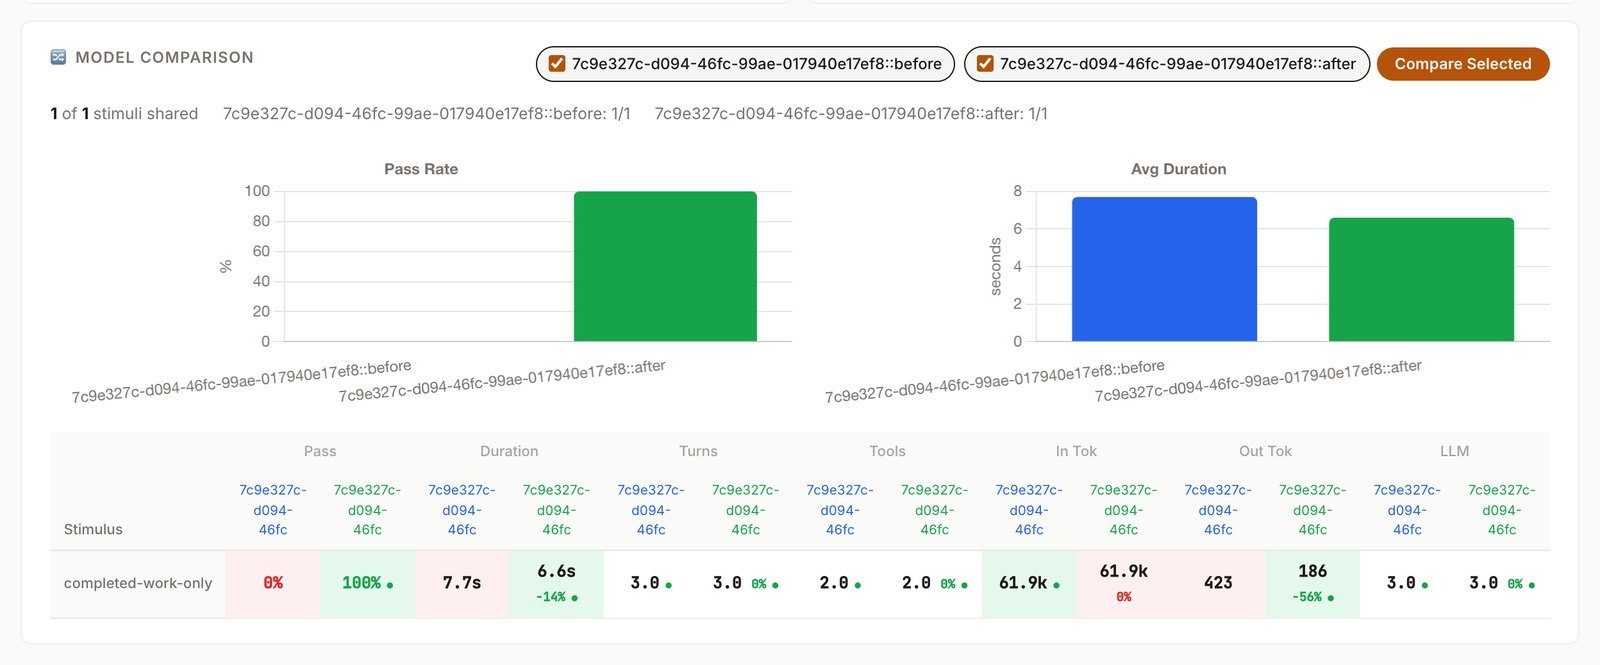 MODEL COMPARISON
7c9e327c-d094-46fc-99ae-017940e17ef8::before
7c9e327c-d094-46fc-99ae-017940e17ef8::after
Compare Selected
1 of 1 stimuli shared 7c9e327c-d094-46fc-99ae-017940e17ef8::before: 1/1 7c9e327c-d094-46fc-99ae-017940e17ef8::after: 1/1
Pass Rate
100
80
60
40
20
0
%
7c9e327c-d094-46fc-99ae-017940e17ef8::before
7c9e327c-d094-46fc-99ae-017940e17ef8::after
Avg Duration
8
6
4
2
0
seconds
7c9e327c-d094-46fc-99ae-017940e17ef8::before
7c9e327c-d094-46fc-99ae-017940e17ef8::after
Pass Duration Turns Tools In Tok Out Tok LLM
7c9e327c- 7c9e327c- 7c9e327c- 7c9e327c- 7c9e327c- 7c9e327c- 7c9e327c- 7c9e327c- 7c9e327c- 7c9e327c- 7c9e327c- 7c9e327c- 7c9e327c- 7c9e327c-
d094- d094- d094- d094- d094- d094- d094- d094- d094- d094- d094- d094- d094- d094-
Stimulus 46fc 46fc 46fc 46fc 46fc 46fc 46fc 46fc 46fc 46fc 46fc 46fc 46fc 46fc
completed-work-only 0% 100% ● 7.7s 6.6s 3.0 ● 3.0 0% ● 2.0 ● 2.0 0% ● 61.9k ● 61.9k 423 186 3.0 ● 3.0 0% ●
-14% ● 0% -56% ●